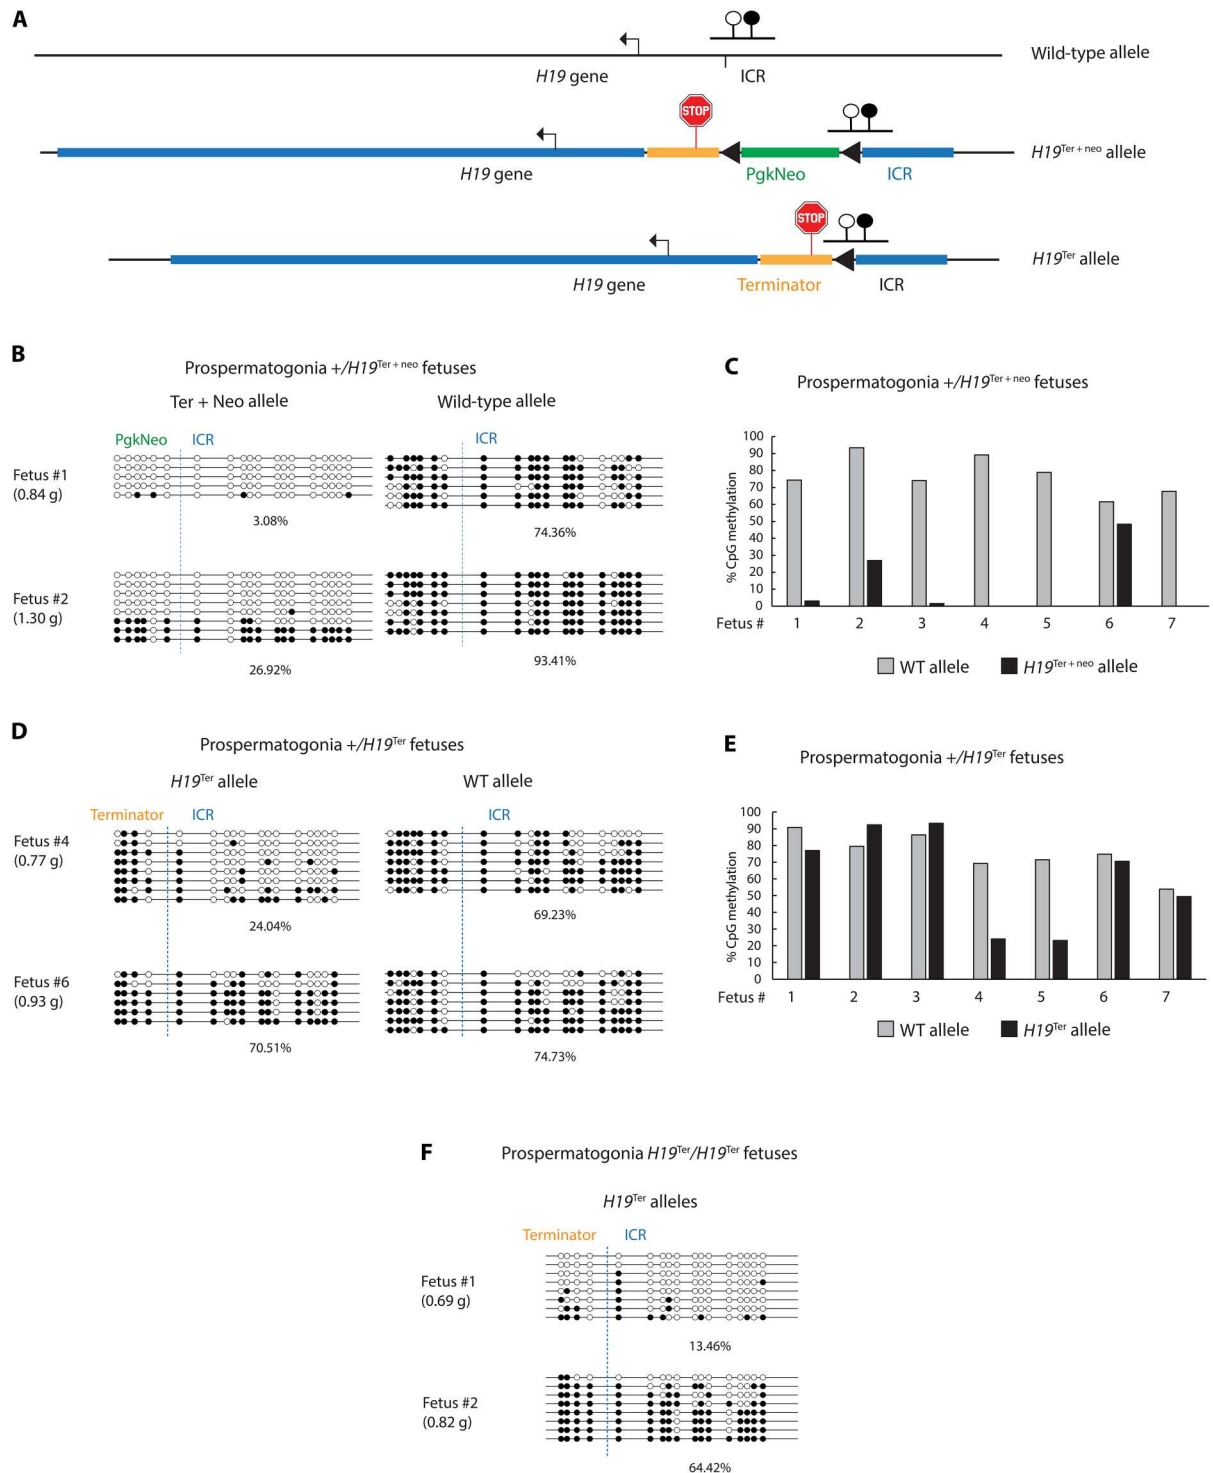 A
Wild-type allele
H19 gene
ICR
STOP
H19Ter + neo allele
H19 gene
PgkNeo
ICR
STOP
H19Ter allele
H19 gene
Terminator
ICR
B
Prospermatogonia +/H19Ter + neo fetuses
Ter + Neo allele
Wild-type allele
PgkNeo
ICR
ICR
Fetus #1
(0.84 g)
3.08%
74.36%
Fetus #2
(1.30 g)
26.92%
93.41%
C
Prospermatogonia +/H19Ter + neo fetuses
% CpG methylation
100
90
80
70
60
50
40
30
20
10
0
Fetus # 1 2 3 4 5 6 7
WT allele
H19Ter + neo allele
D
Prospermatogonia +/H19Ter fetuses
H19Ter allele
WT allele
Terminator
ICR
ICR
Fetus #4
(0.77 g)
24.04%
69.23%
Fetus #6
(0.93 g)
70.51%
74.73%
E
Prospermatogonia +/H19Ter fetuses
% CpG methylation
100
90
80
70
60
50
40
30
20
10
0
Fetus # 1 2 3 4 5 6 7
WT allele
H19Ter allele
F
Prospermatogonia H19Ter/H19Ter fetuses
H19Ter alleles
Terminator
ICR
Fetus #1
(0.69 g)
13.46%
Fetus #2
(0.82 g)
64.42%